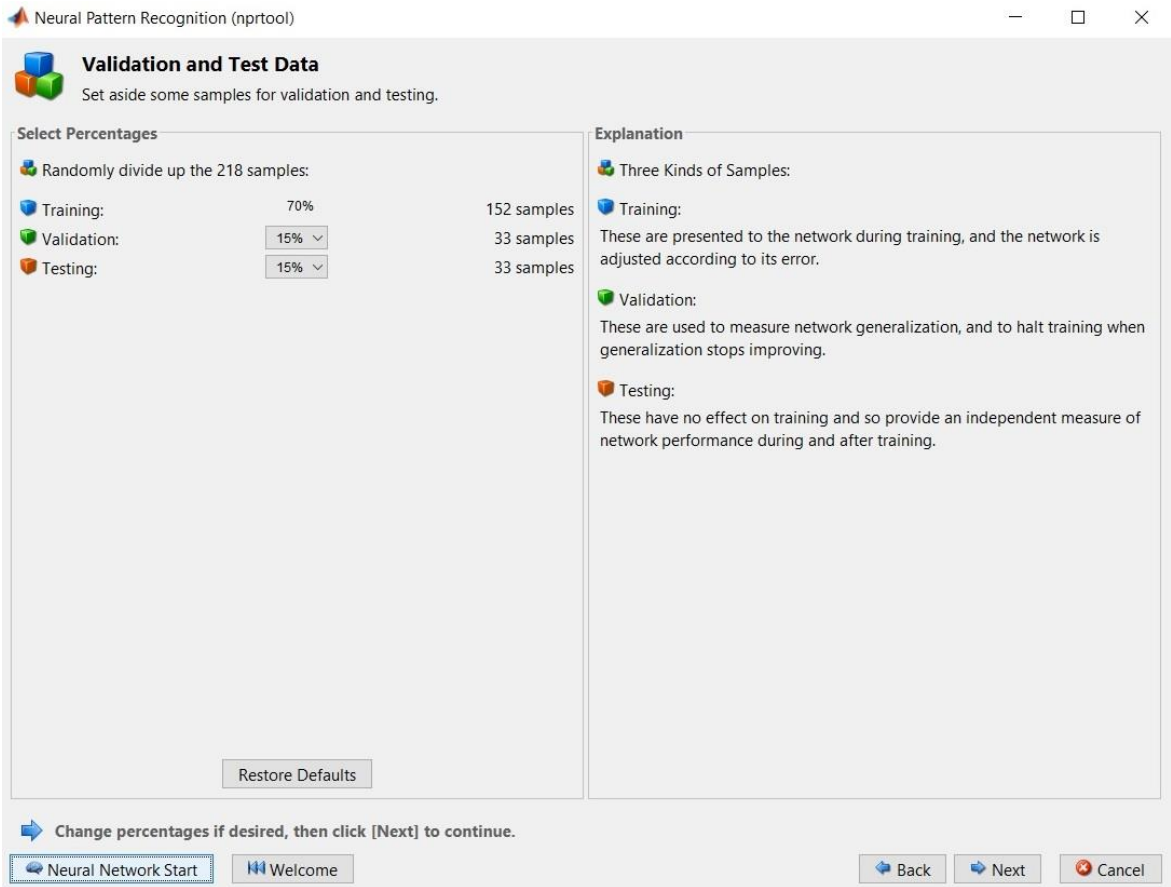 Neural Pattern Recognition (nprtool)
Validation and Test Data
Set aside some samples for validation and testing.
Select Percentages
Randomly divide up the 218 samples:
Training: 70% 152 samples
Validation: 15% 33 samples
Testing: 15% 33 samples
Restore Defaults
Explanation
Three Kinds of Samples:
Training:
These are presented to the network during training, and the network is
adjusted according to its error.
Validation:
These are used to measure network generalization, and to halt training when
generalization stops improving.
Testing:
These have no effect on training and so provide an independent measure of
network performance during and after training.
Change percentages if desired, then click [Next] to continue.
Neural Network Start Welcome Back Next Cancel